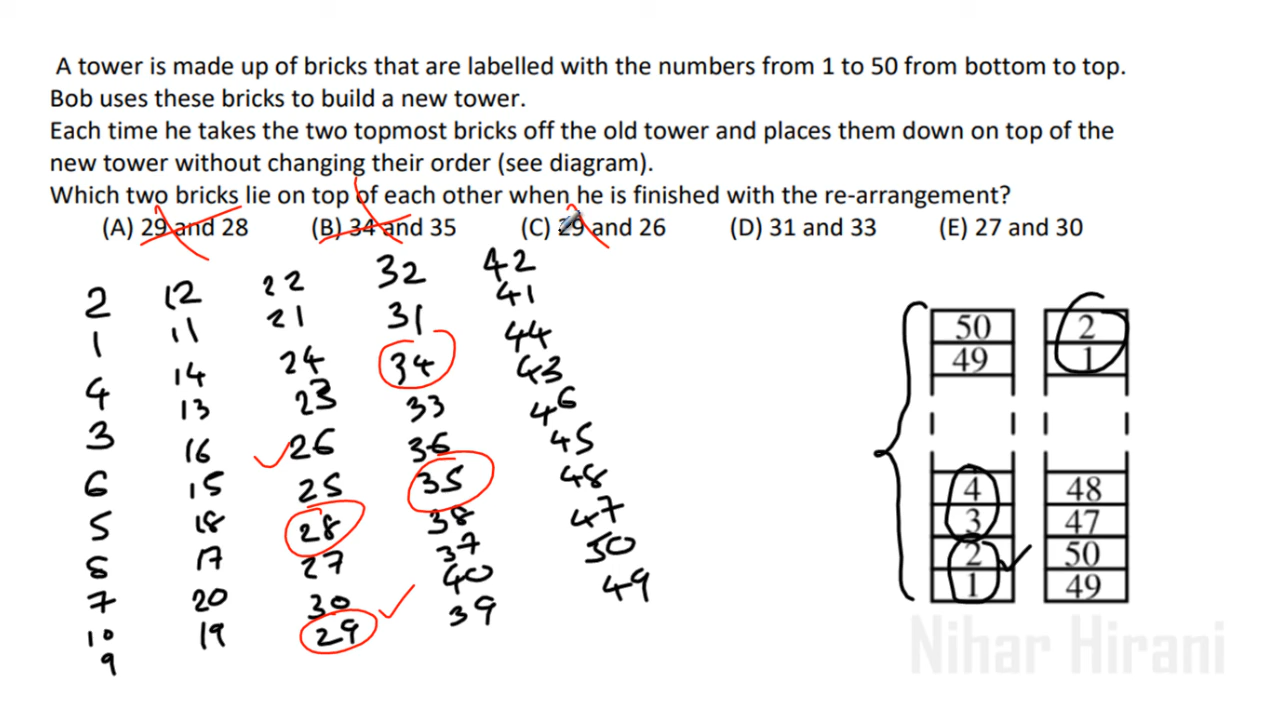 A tower is made up of bricks that are labelled with the numbers from 1 to 50 from bottom to top.
Bob uses these bricks to build a new tower.
Each time he takes the two topmost bricks off the old tower and places them down on top of the
new tower without changing their order (see diagram).
Which two bricks lie on top of each other when he is finished with the re-arrangement?
(A) 29 and 28 (B) 34 and 35 (C) 29 and 26 (D) 31 and 33 (E) 27 and 30
2 12 22 32 42
1 11 21 31 41
4 14 24 34 44
3 13 23 33 43
6 16 26 36 46
5 15 25 35 45
8 18 28 38 48
7 17 27 37 47
10 20 30 40 50
9 19 29 39 49
50 2
49 1
4 48
3 47
2 50
1 49
Nihar Hirani